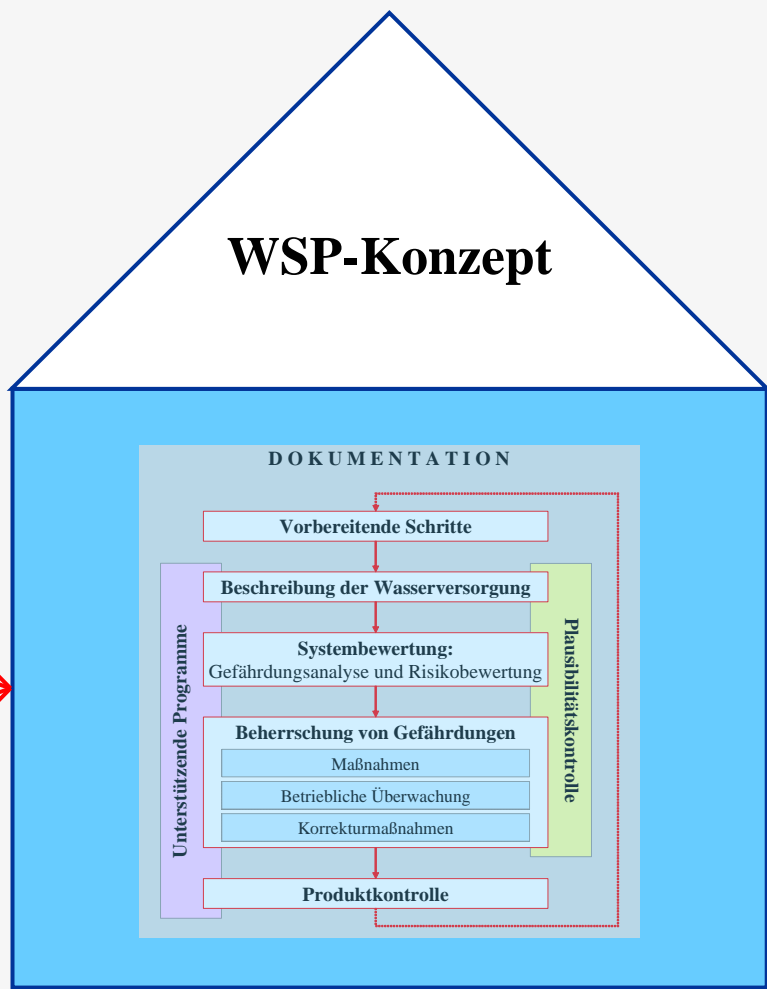 WSP-Konzept
DOKUMENTATION
Vorbereitende Schritte
Beschreibung der Wasserversorgung
Systembewertung:
Gefährdungsanalyse und Risikobewertung
Beherrschung von Gefährdungen
Maßnahmen
Betriebliche Überwachung
Korrekturmaßnahmen
Produktkontrolle
Unterstützende Programme
Plausibilitätskontrolle